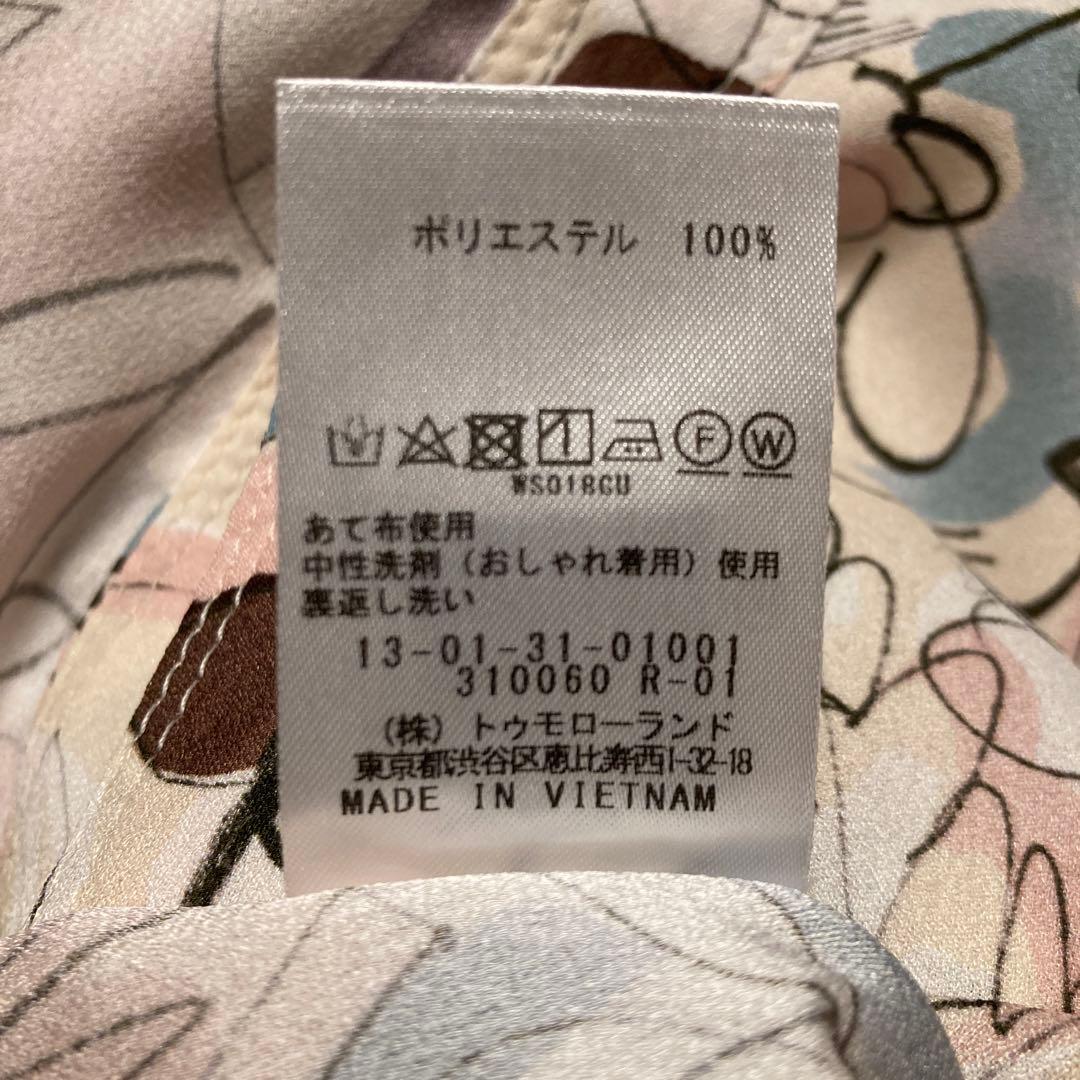 ポリエステル 100%
F W
WS018GU
あて布使用
中性洗剤（おしゃれ着用）使用
裏返し洗い
13-01-31-01001
310060 R-01
（株）トゥモローランド
東京都渋谷区恵比寿西1-32-18
MADE IN VIETNAM